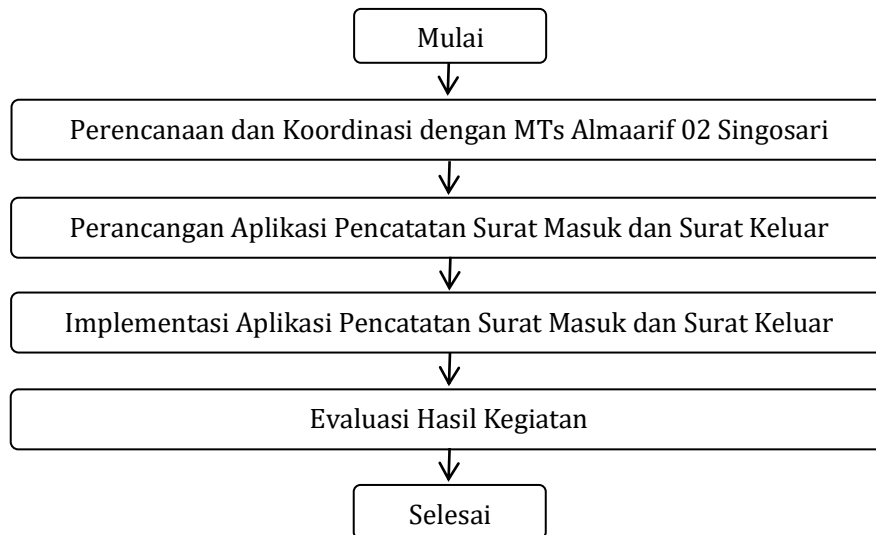 Mulai
Perencanaan dan Koordinasi dengan MTs Almaarif 02 Singosari
Perancangan Aplikasi Pencatatan Surat Masuk dan Surat Keluar
Implementasi Aplikasi Pencatatan Surat Masuk dan Surat Keluar
Evaluasi Hasil Kegiatan
Selesai